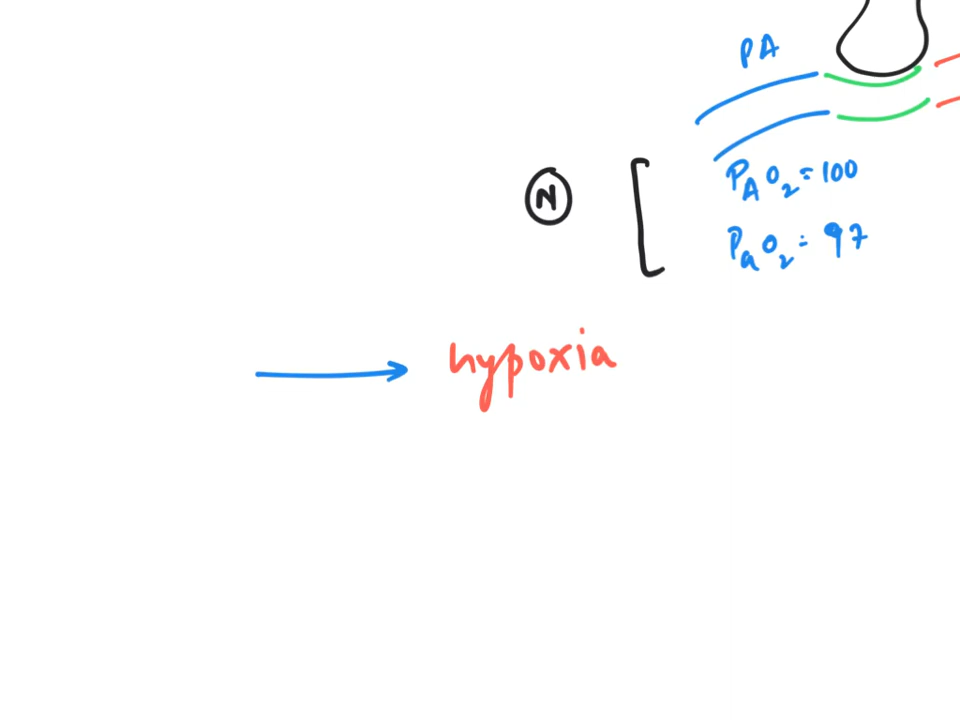 PA
N
PAO2 = 100
PaO2 = 97
hypoxia